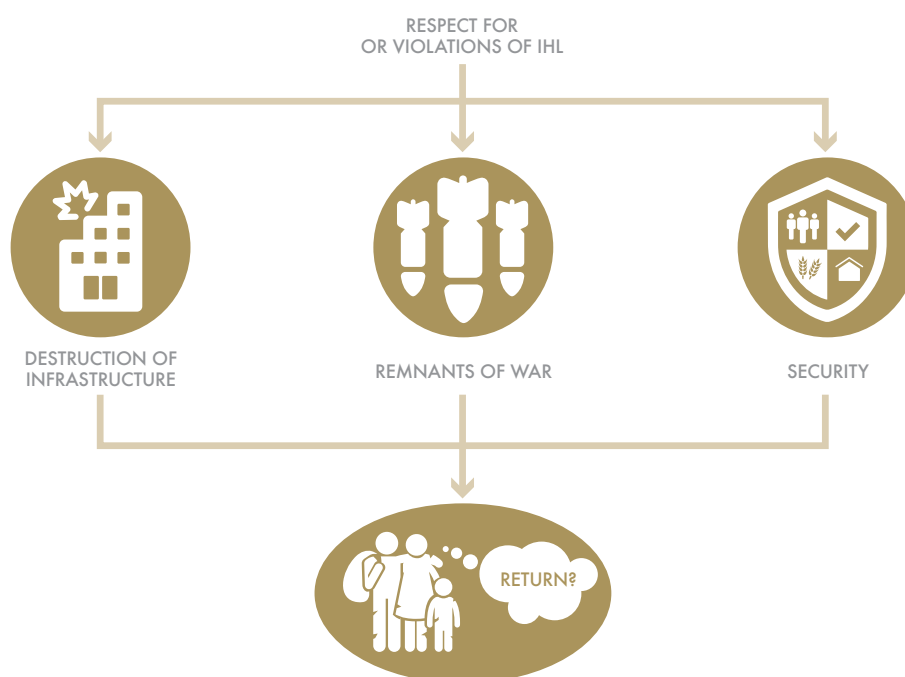 RESPECT FOR
OR VIOLATIONS OF IHL
DESTRUCTION OF
INFRASTRUCTURE
REMNANTS OF WAR
SECURITY
RETURN?